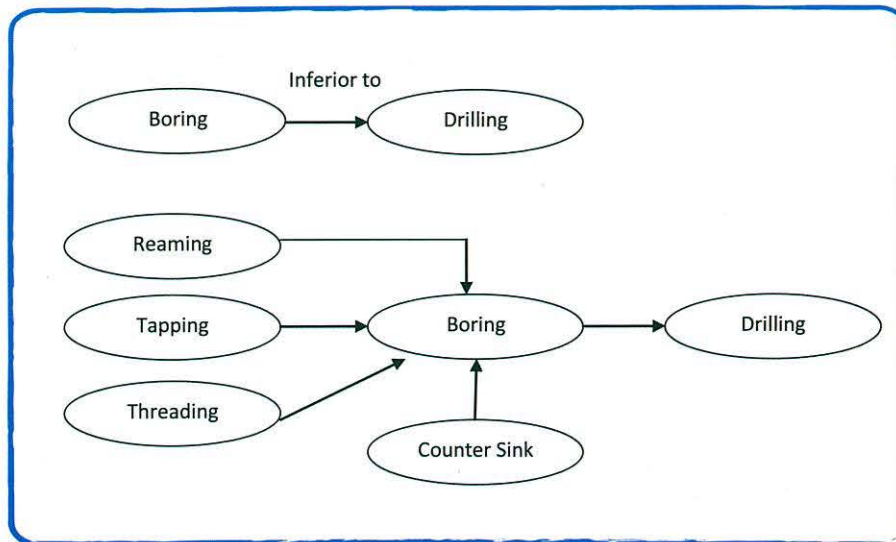 Inferior to
Boring
Drilling
Reaming
Tapping
Boring
Drilling
Threading
Counter Sink